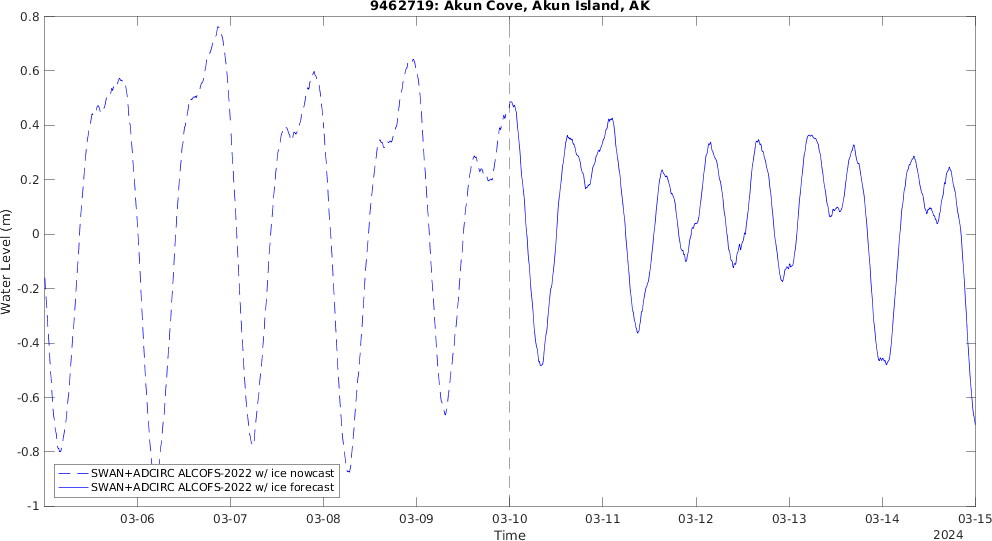 9462719: Akun Cove, Akun Island, AK
Water Level (m)
0.8
0.6
0.4
0.2
0
-0.2
-0.4
-0.6
-0.8
-1
SWAN+ADCIRC ALCOFS-2022 w/ ice nowcast
SWAN+ADCIRC ALCOFS-2022 w/ ice forecast
03-06 03-07 03-08 03-09 03-10 03-11 03-12 03-13 03-14 03-15
Time
2024